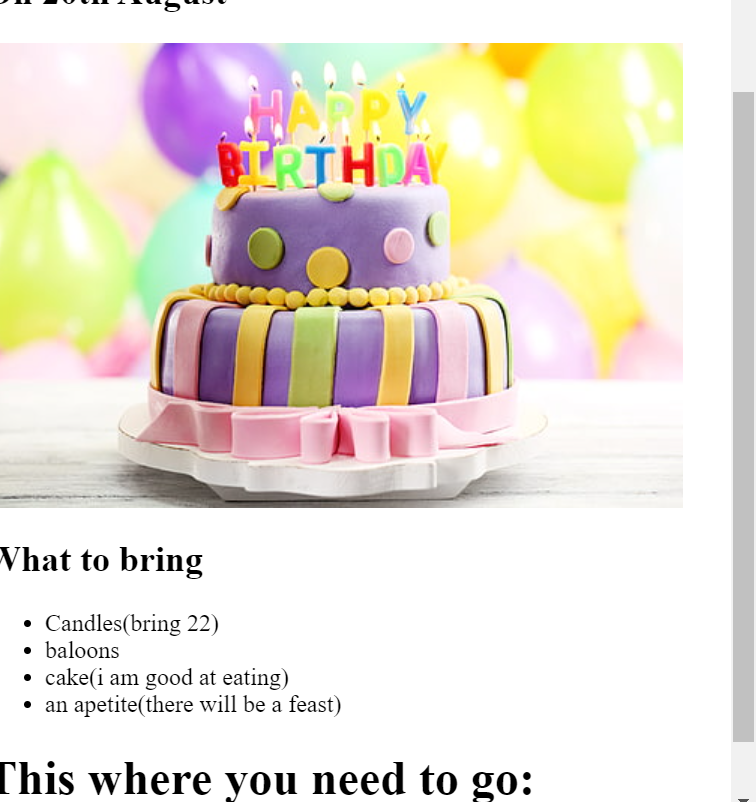 On 20th August
HAPPY
BIRTHDAY
What to bring
Candles(bring 22)
baloons
cake(i am good at eating)
an apetite(there will be a feast)
This where you need to go: